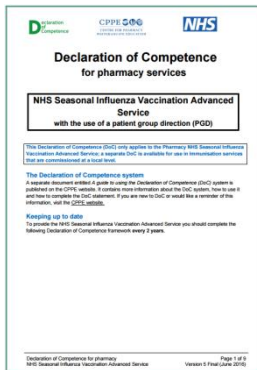 Declaration
of
Competence
CPPE
CENTRE FOR PHARMACY
POSTGRADUATE EDUCATION
NHS
Declaration of Competence
for pharmacy services
NHS Seasonal Influenza Vaccination Advanced
Service
with the use of a patient group direction (PGD)
This Declaration of Competence (DoC) only applies to the Pharmacy NHS Seasonal Influenza
Vaccination Advanced Service; a separate DoC is available for use in immunisation services
that are commissioned at a local level.
The Declaration of Competence system
A separate document entitled A guide to using the Declaration of Competence (DoC) system is
published on the CPPE website. It contains more information about the DoC system, how to use it
and how to complete the DoC statement. If you are new to DoC or would like a reminder of this
information, visit the CPPE website.
Keeping up to date
To provide the NHS Seasonal Influenza Vaccination Advanced Service you should complete the
following Declaration of Competence framework every 2 years.
Declaration of Competence for pharmacy
Page 1 of 9
NHS Seasonal Influenza Vaccination Advanced Service
Version 5 Final (June 2016)